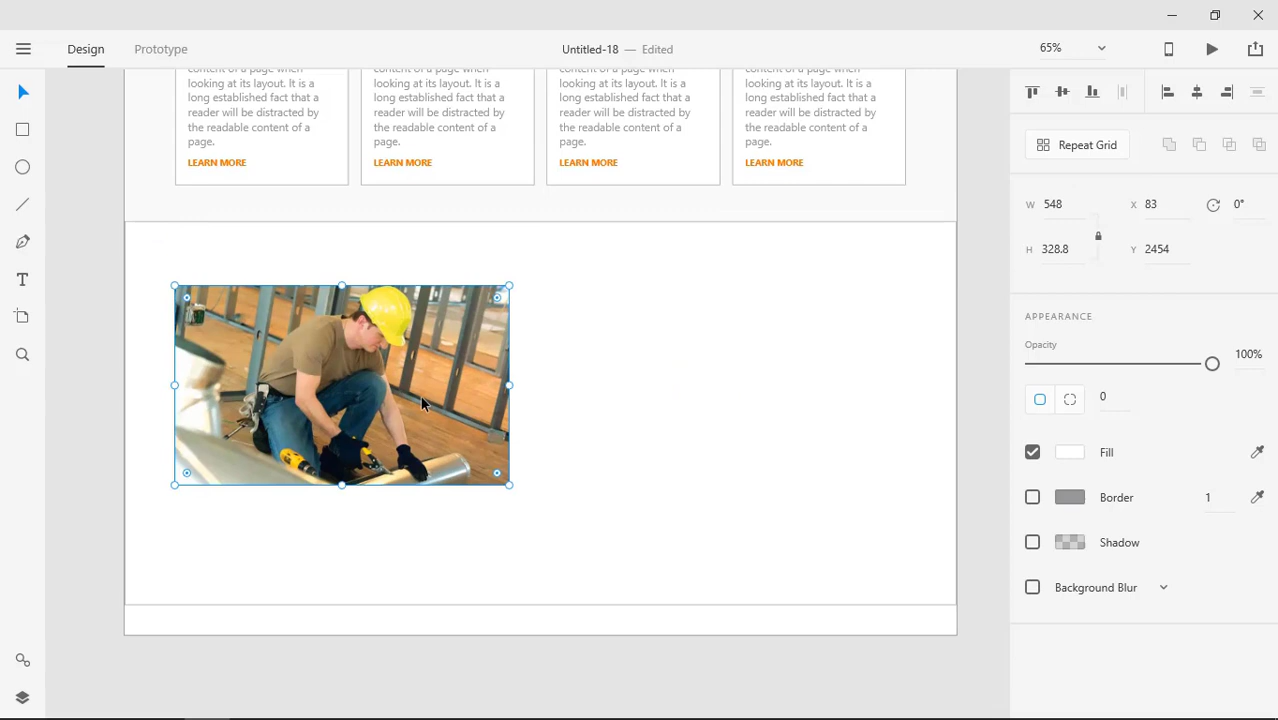 Design
Prototype
Untitled-18 — Edited
65%
content of a page when
looking at its layout. It is a
long established fact that a
reader will be distracted by
the readable content of a
page.
LEARN MORE
content of a page when
looking at its layout. It is a
long established fact that a
reader will be distracted by
the readable content of a
page.
LEARN MORE
content of a page when
looking at its layout. It is a
long established fact that a
reader will be distracted by
the readable content of a
page.
LEARN MORE
content of a page when
looking at its layout. It is a
long established fact that a
reader will be distracted by
the readable content of a
page.
LEARN MORE
Repeat Grid
W 548 X 83 0°
H 328.8 Y 2454
APPEARANCE
Opacity
100%
0
Fill
Border 1
Shadow
Background Blur
T